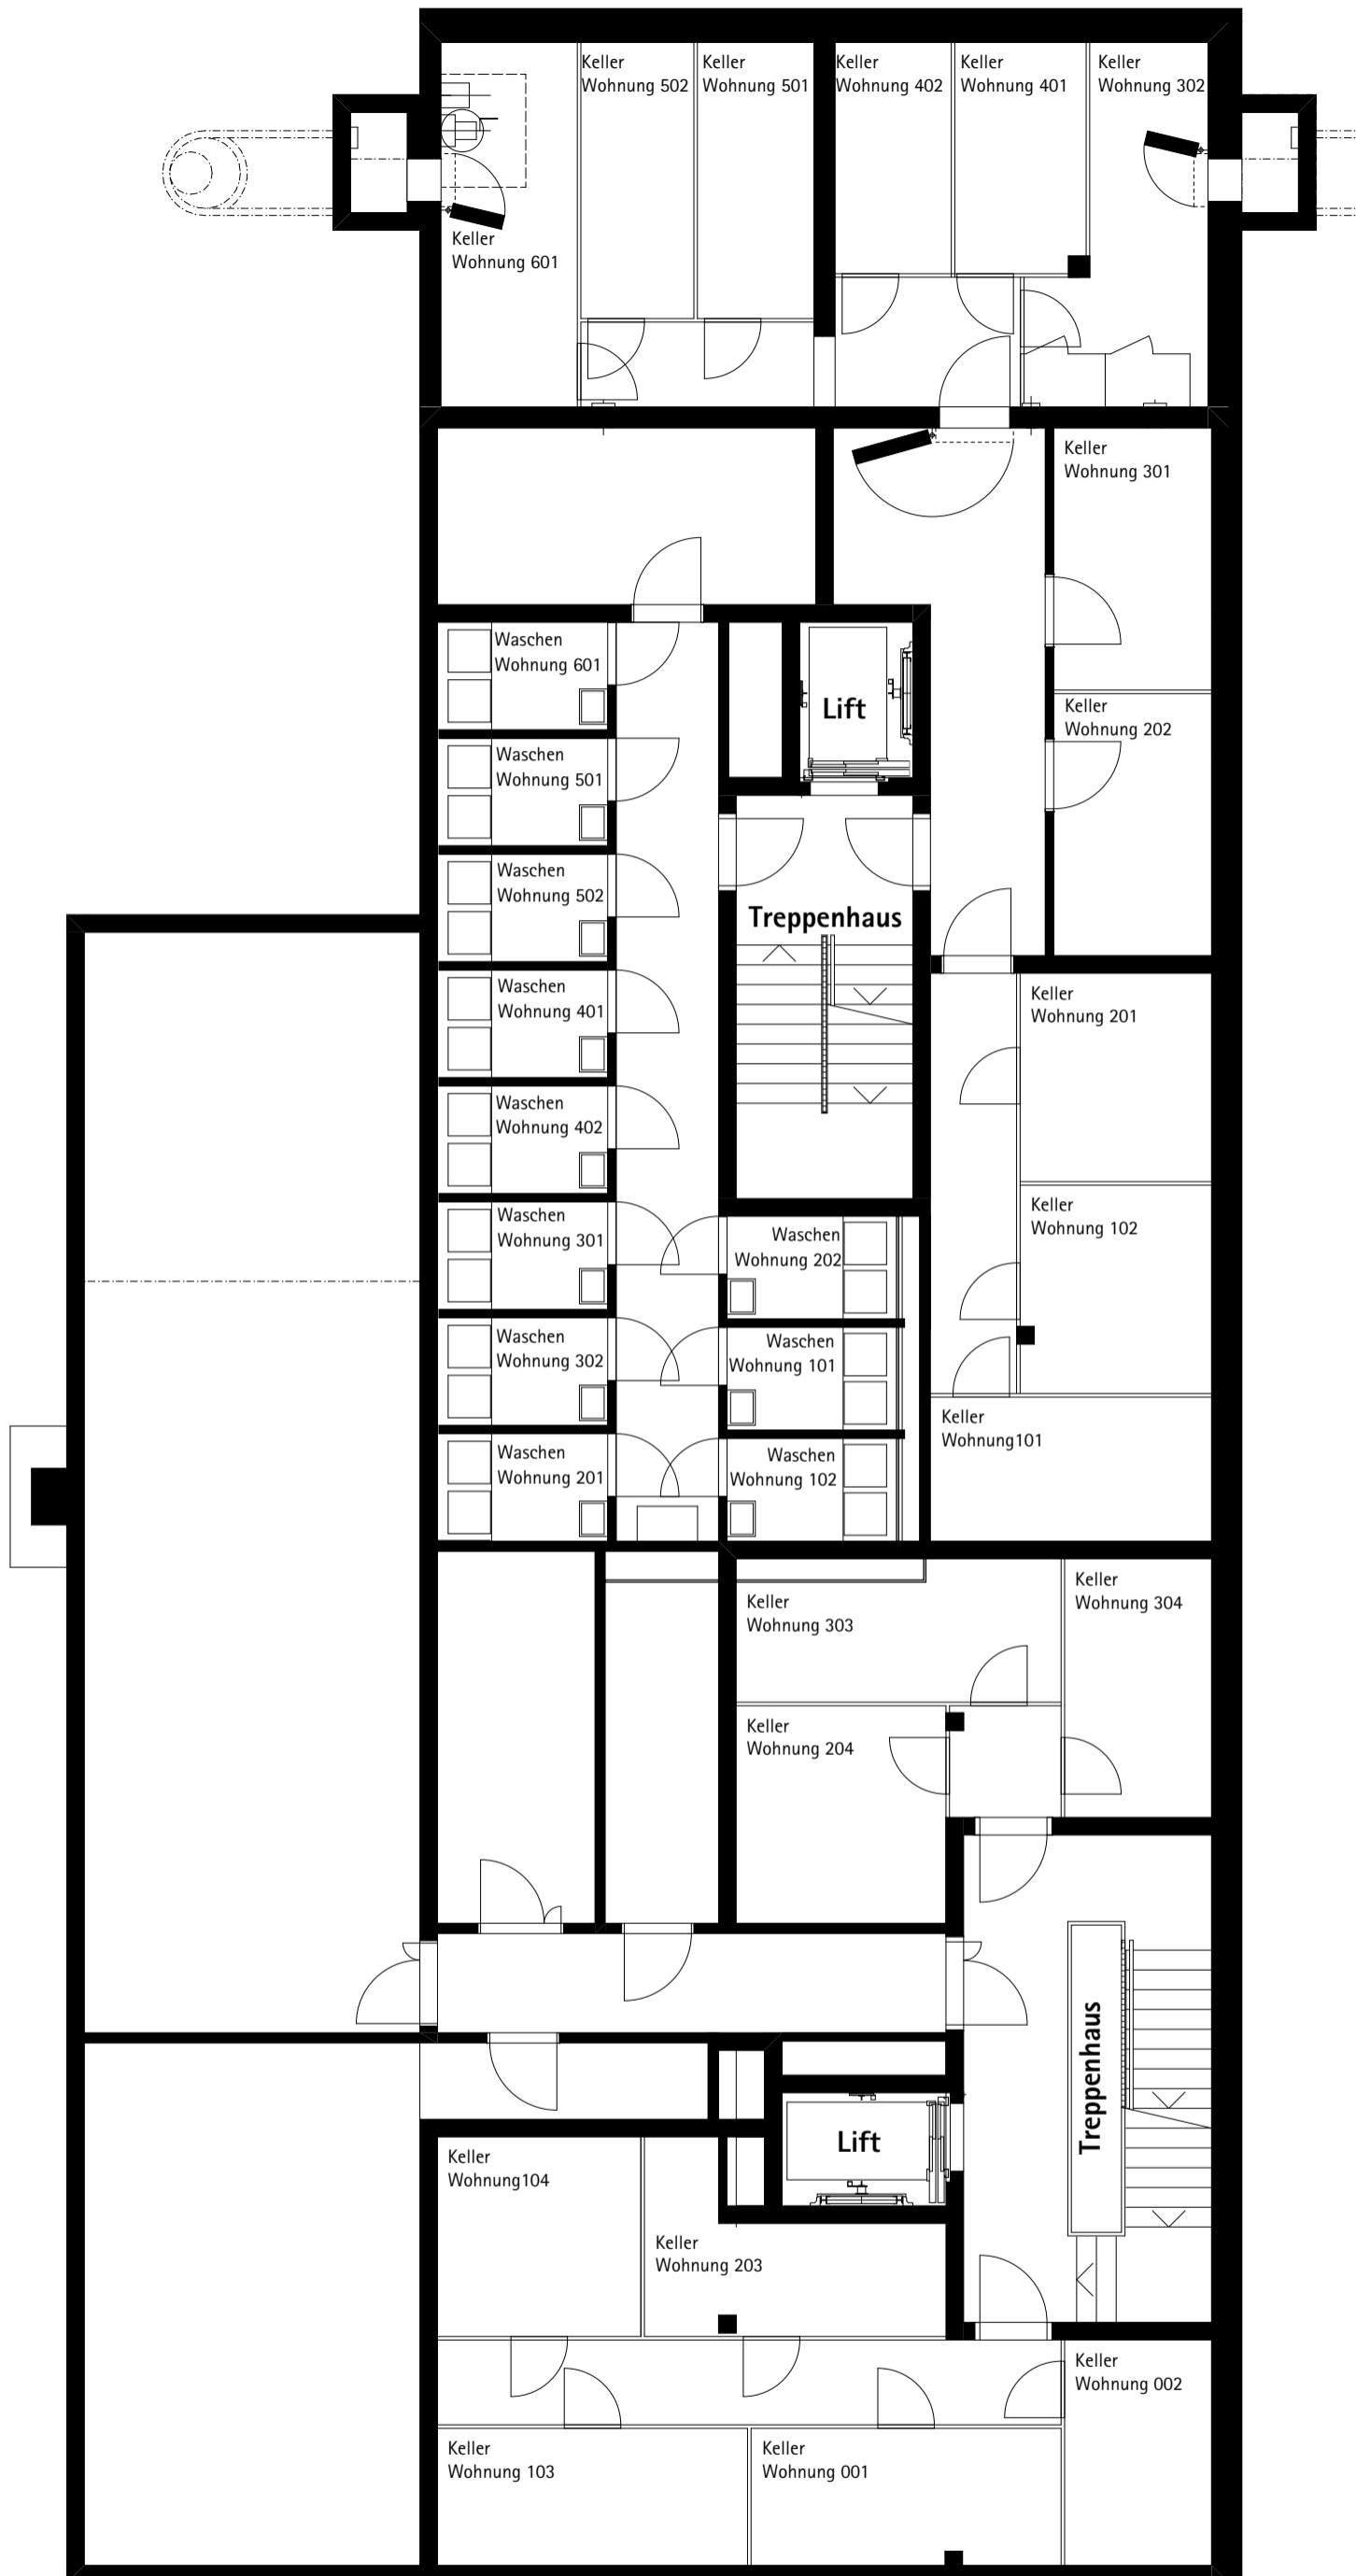 Keller
Wohnung 502
Keller
Wohnung 501
Keller
Wohnung 402
Keller
Wohnung 401
Keller
Wohnung 302
Keller
Wohnung 601
Keller
Wohnung 301
Waschen
Wohnung 601
Lift
Keller
Wohnung 202
Waschen
Wohnung 501
Waschen
Wohnung 502
Treppenhaus
Waschen
Wohnung 401
Keller
Wohnung 201
Waschen
Wohnung 402
Waschen
Wohnung 301
Waschen
Wohnung 202
Keller
Wohnung 102
Waschen
Wohnung 302
Waschen
Wohnung 101
Keller
Wohnung101
Waschen
Wohnung 201
Waschen
Wohnung 102
Keller
Wohnung 303
Keller
Wohnung 304
Keller
Wohnung 204
Treppenhaus
Lift
Keller
Wohnung104
Keller
Wohnung 203
Keller
Wohnung 002
Keller
Wohnung 103
Keller
Wohnung 001